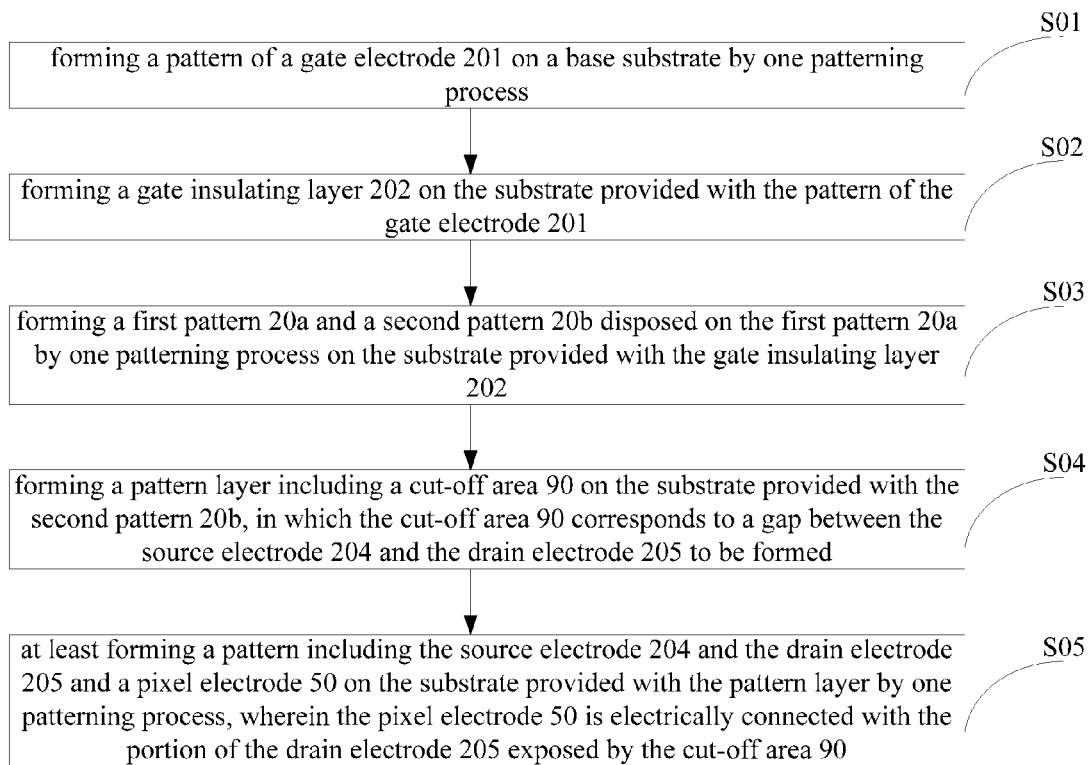 S01
forming a pattern of a gate electrode 201 on a base substrate by one patterning
process
S02
forming a gate insulating layer 202 on the substrate provided with the pattern of the
gate electrode 201
S03
forming a first pattern 20a and a second pattern 20b disposed on the first pattern 20a
by one patterning process on the substrate provided with the gate insulating layer
202
S04
forming a pattern layer including a cut-off area 90 on the substrate provided with the
second pattern 20b, in which the cut-off area 90 corresponds to a gap between the
source electrode 204 and the drain electrode 205 to be formed
S05
at least forming a pattern including the source electrode 204 and the drain electrode
205 and a pixel electrode 50 on the substrate provided with the pattern layer by one
patterning process, wherein the pixel electrode 50 is electrically connected with the
portion of the drain electrode 205 exposed by the cut-off area 90